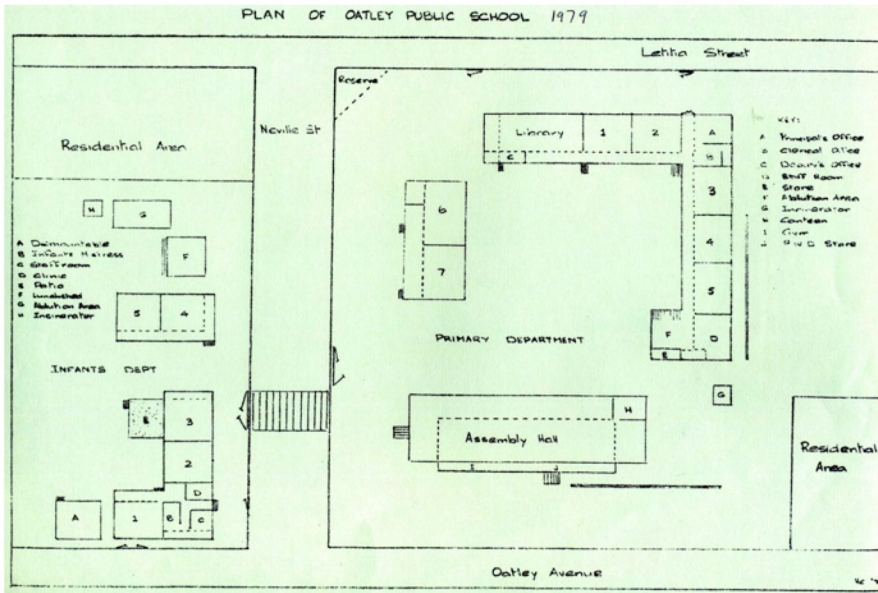 PLAN OF OATLEY PUBLIC SCHOOL 1979
Letitia Street
Reserve
Neville St
Residential Area
Library 1 2 A
C
B
KEY:
A Principal's Office
B Clerical Office
C Deputy's Office
D Staff Room
E Store
F Ablution Area
G Incinerator
H Canteen
I
J P.W.D Store
3
4
5
F
D
E
6
7
H
G
F
A Demountable
B Infants Mistress
C Staffroom
D Clinic
E Patio
F Lunchshed
G Ablution Area
H Incinerator
5 4
PRIMARY DEPARTMENT
INFANTS DEPT
E
3
2
D
A
1
B
C
H
G
Assembly Hall
I
J
Residential
Area
Oatley Avenue